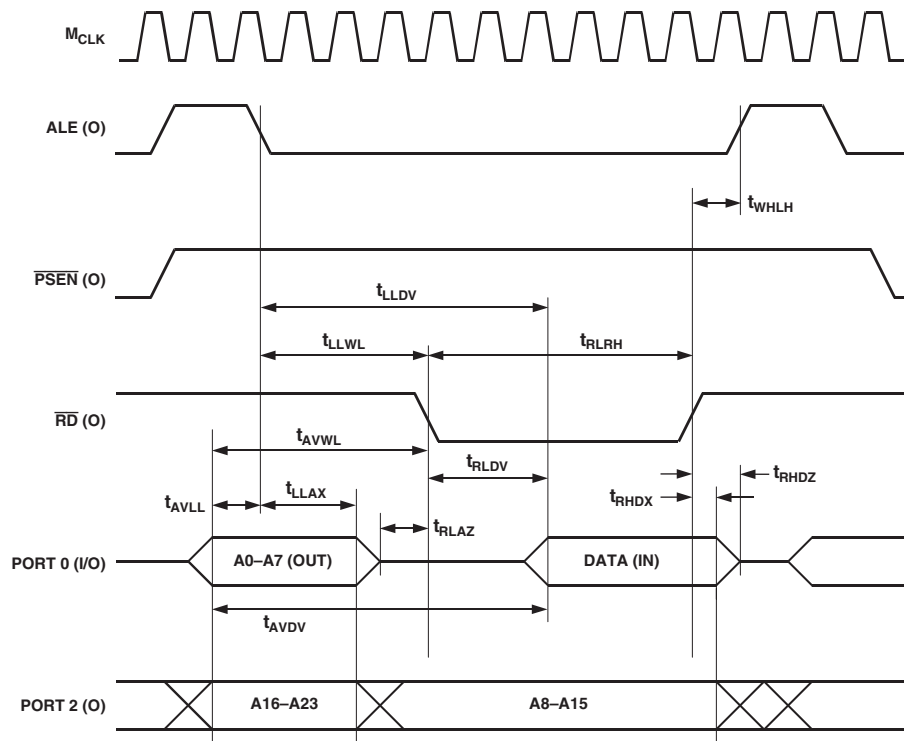 MCLK
ALE (O)
tWHLH
PSEN (O)
tLLDV
tLLWL
tRLRH
RD (O)
tAVWL
tRLDV
tRHDZ
tAVLL
tLLAX
tRHDX
tRLAZ
PORT 0 (I/O)
A0–A7 (OUT)
DATA (IN)
tAVDV
PORT 2 (O)
A16–A23
A8–A15